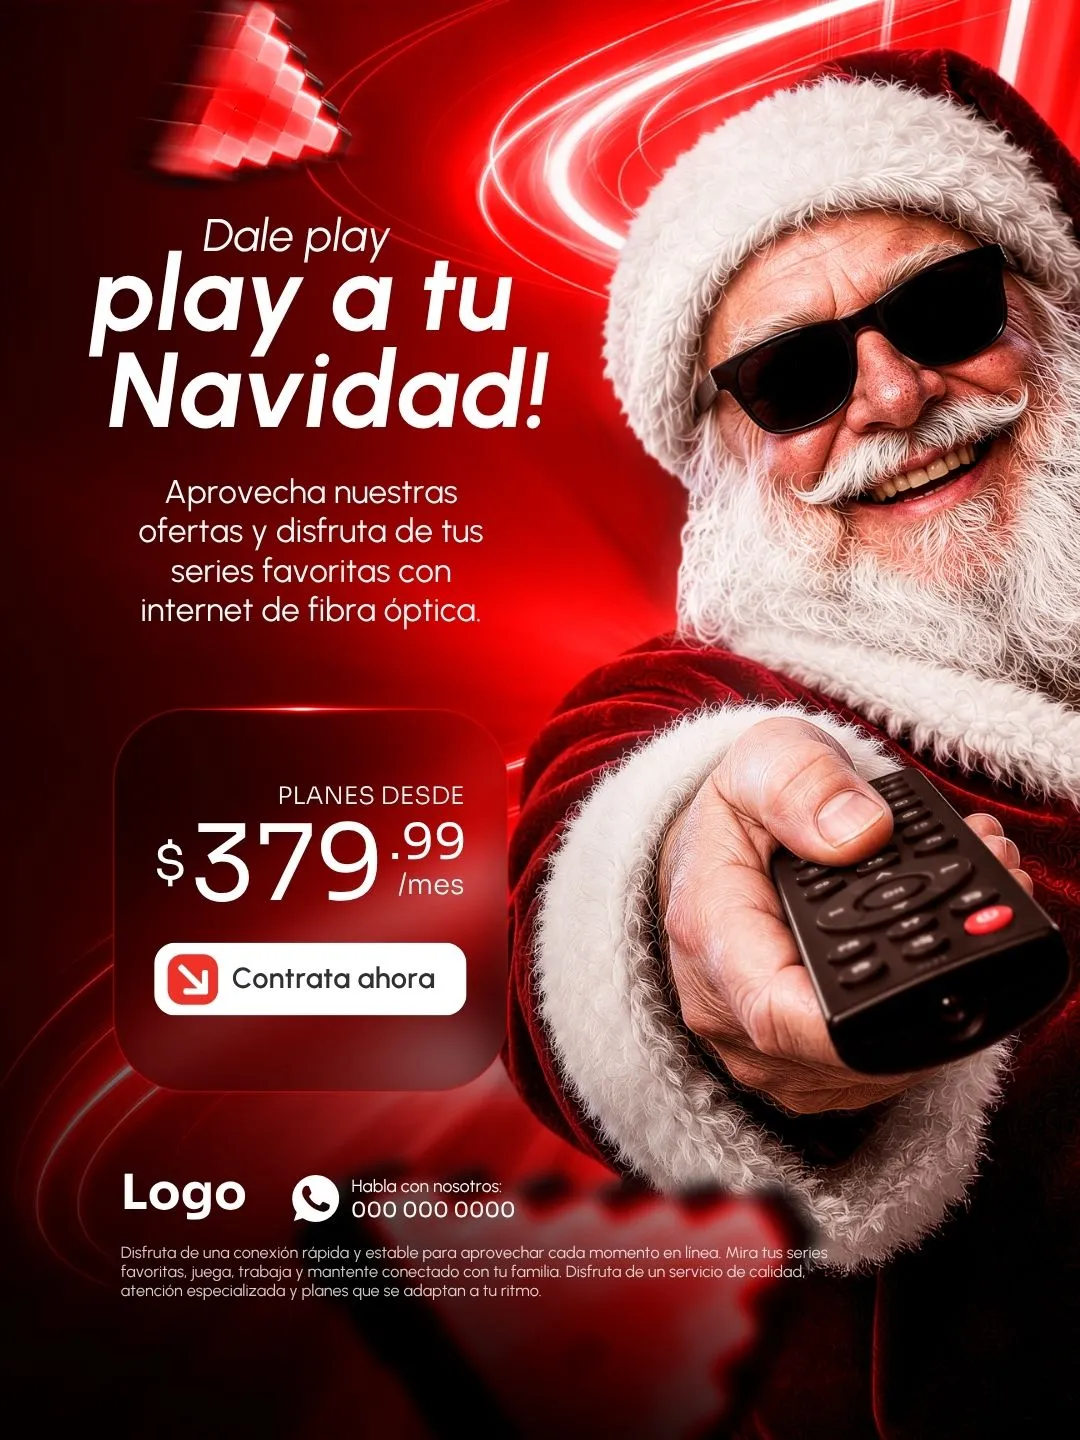 Dale play
play a tu
Navidad!
Aprovecha nuestras
ofertas y disfruta de tus
series favoritas con
internet de fibra óptica.
PLANES DESDE
$379.99
/mes
Contrata ahora
Logo
Habla con nosotros:
000 000 0000
Disfruta de una conexión rápida y estable para aprovechar cada momento en línea. Mira tus series
favoritas, juega, trabaja y mantente conectado con tu familia. Disfruta de un servicio de calidad,
atención especializada y planes que se adaptan a tu ritmo.